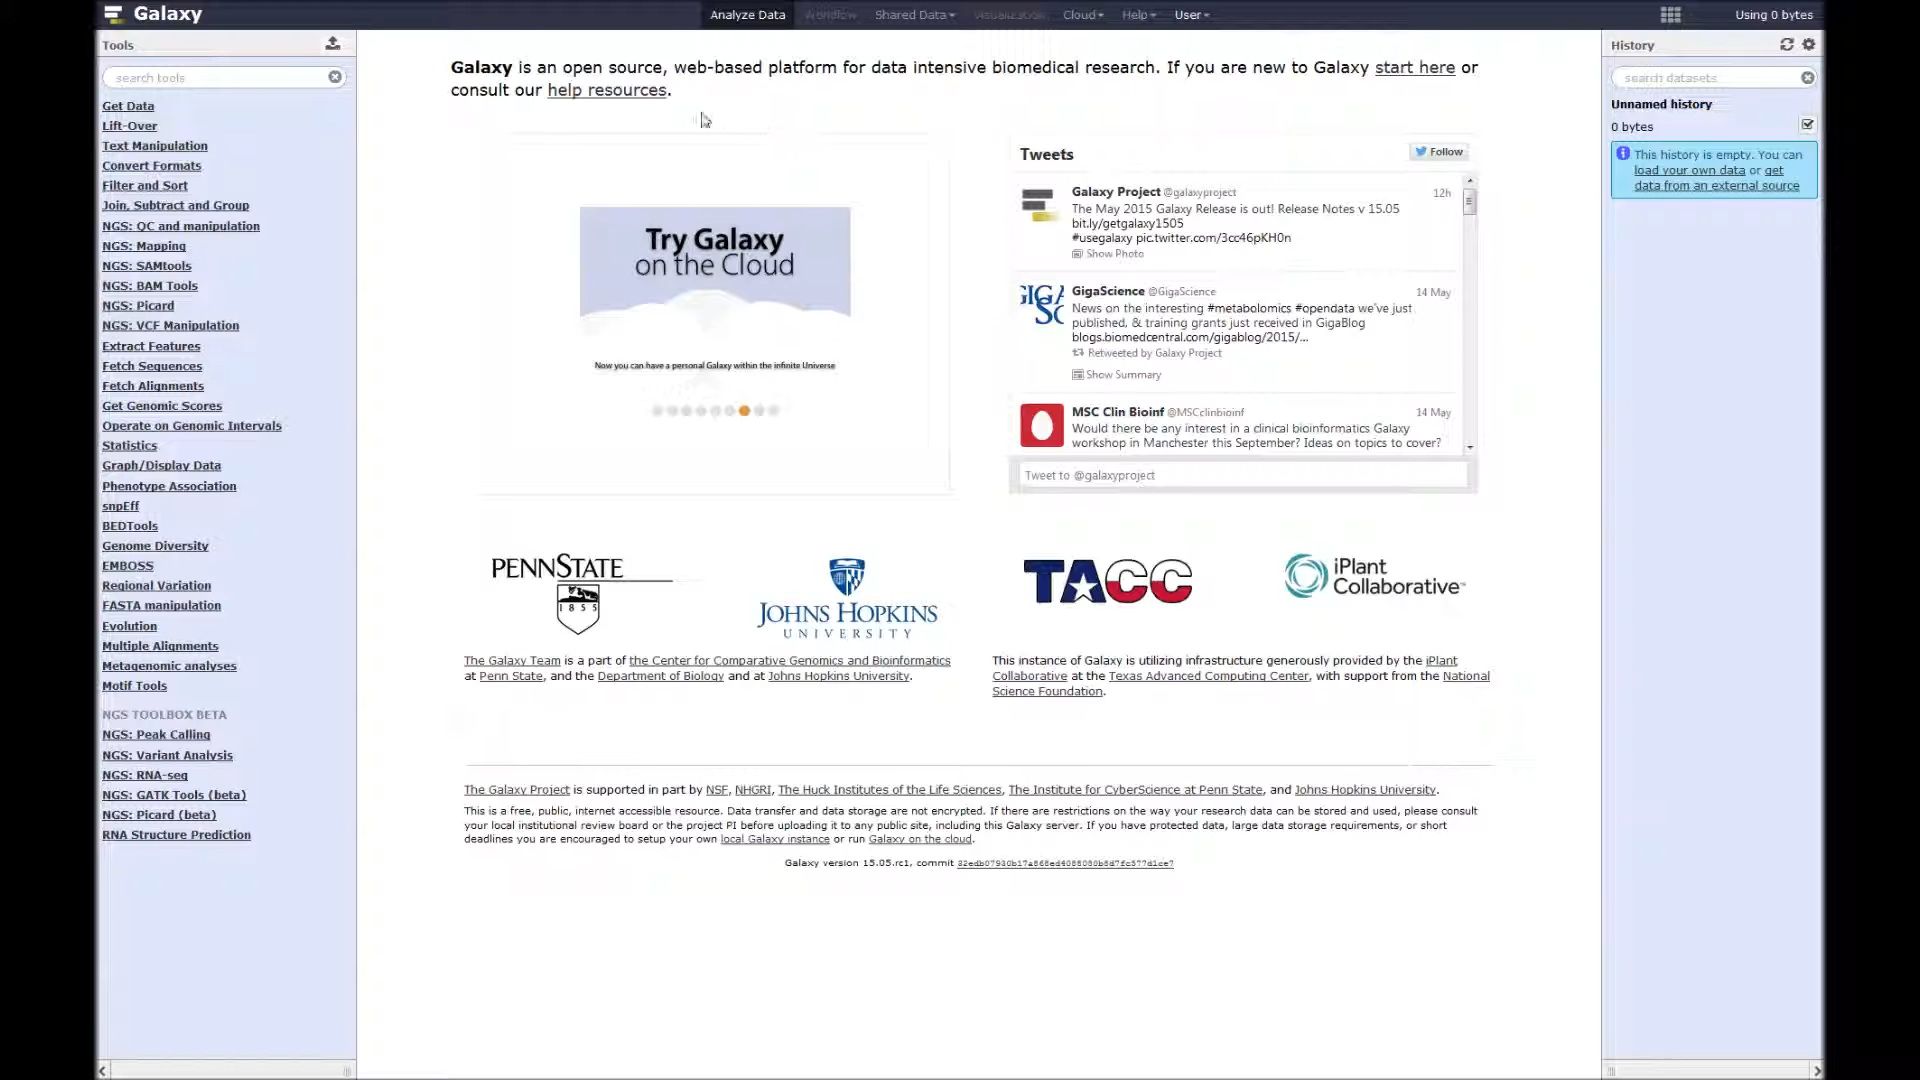 Galaxy
Analyze Data
Workflow
Shared Data
Visualization
Cloud
Help
User
Using 0 bytes
Tools
search tools
Get Data
Lift-Over
Text Manipulation
Convert Formats
Filter and Sort
Join, Subtract and Group
NGS: QC and manipulation
NGS: Mapping
NGS: SAMtools
NGS: BAM Tools
NGS: Picard
NGS: VCF Manipulation
Extract Features
Fetch Sequences
Fetch Alignments
Get Genomic Scores
Operate on Genomic Intervals
Statistics
Graph/Display Data
Phenotype Association
snpEff
BEDTools
Genome Diversity
EMBOSS
Regional Variation
FASTA manipulation
Evolution
Multiple Alignments
Metagenomic analyses
Motif Tools
NGS TOOLBOX BETA
NGS: Peak Calling
NGS: Variant Analysis
NGS: RNA-seq
NGS: GATK Tools (beta)
NGS: Picard (beta)
RNA Structure Prediction
Galaxy is an open source, web-based platform for data intensive biomedical research. If you are new to Galaxy start here or
consult our help resources.
Try Galaxy
on the Cloud
Now you can have a personal Galaxy within the infinite Universe
Tweets
Follow
Galaxy Project @galaxyproject
12h
The May 2015 Galaxy Release is out! Release Notes v 15.05
bit.ly/getgalaxy1505
#usegalaxy pic.twitter.com/3cc46pKH0n
Show Photo
GigaScience @GigaScience
14 May
News on the interesting #metabolomics #opendata we've just
published, & training grants just received in GigaBlog
blogs.biomedcentral.com/gigablog/2015/...
Retweeted by Galaxy Project
Show Summary
MSC Clin Bioinf @MSCclinbioinf
14 May
Would there be any interest in a clinical bioinformatics Galaxy
workshop in Manchester this September? Ideas on topics to cover?
Tweet to @galaxyproject
PENNSTATE
1855
JOHNS HOPKINS
UNIVERSITY
TACC
iPlant
Collaborative™
The Galaxy Team is a part of the Center for Comparative Genomics and Bioinformatics
at Penn State, and the Department of Biology and at Johns Hopkins University.
This instance of Galaxy is utilizing infrastructure generously provided by the iPlant
Collaborative at the Texas Advanced Computing Center, with support from the National
Science Foundation.
The Galaxy Project is supported in part by NSF, NHGRI, The Huck Institutes of the Life Sciences, The Institute for CyberScience at Penn State, and Johns Hopkins University.
This is a free, public, internet accessible resource. Data transfer and data storage are not encrypted. If there are restrictions on the way your research data can be stored and used, please consult
your local institutional review board or the project PI before uploading it to any public site, including this Galaxy server. If you have protected data, large data storage requirements, or short
deadlines you are encouraged to setup your own local Galaxy instance or run Galaxy on the cloud.
Galaxy version 15.05.rc1, commit
History
search datasets
Unnamed history
0 bytes
This history is empty. You can
load your own data or get
data from an external source